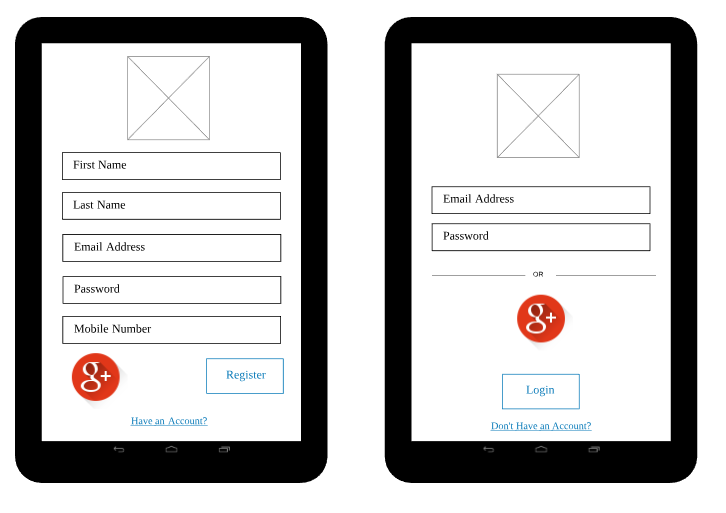 First Name
Last Name
Email Address
Password
Mobile Number
g+
Register
Have an Account?
Email Address
Password
OR
g+
Login
Don't Have an Account?